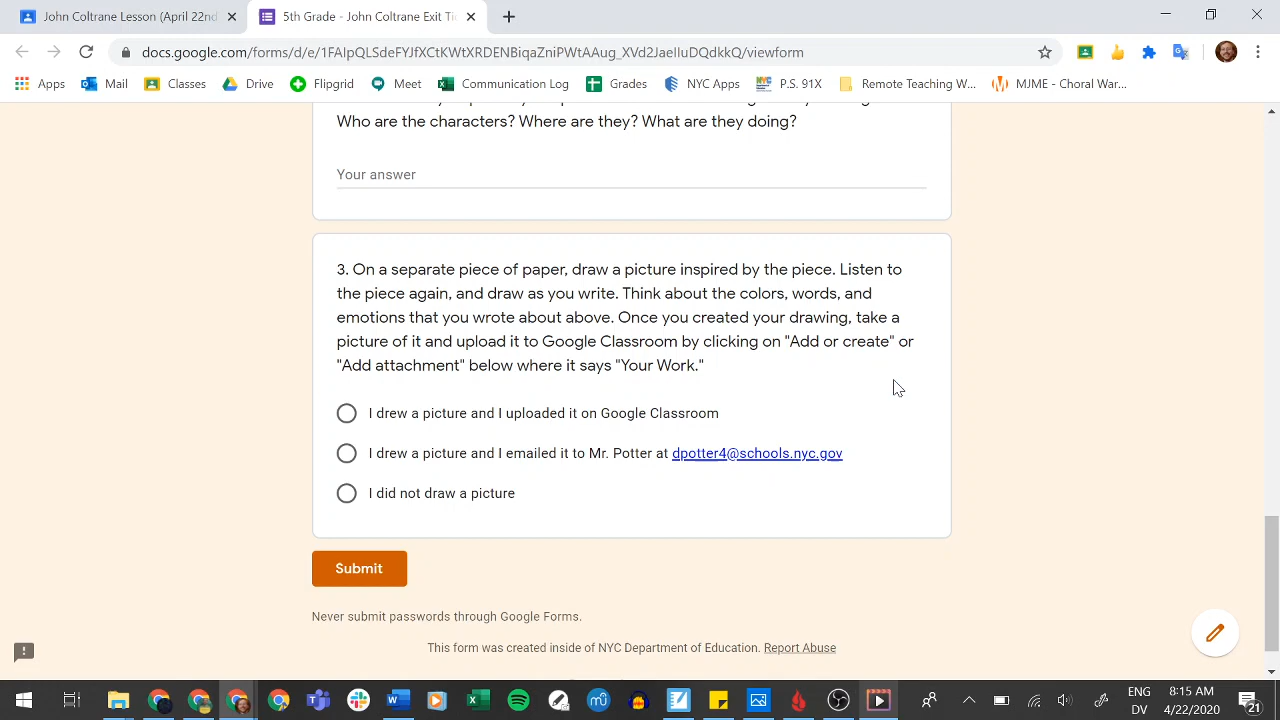 John Coltrane Lesson (April 22nd
5th Grade - John Coltrane Exit Tic
docs.google.com/forms/d/e/1FAIpQLSdeFYJfXCtKWtXRDENBiqaZniPWtAAug_XVd2JaeIluDQdkkQ/viewform
Apps Mail Classes Drive Flipgrid Meet Communication Log Grades NYC Apps P.S. 91X Remote Teaching W... MJME - Choral War...
Who are the characters? Where are they? What are they doing?
Your answer
3. On a separate piece of paper, draw a picture inspired by the piece. Listen to
the piece again, and draw as you write. Think about the colors, words, and
emotions that you wrote about above. Once you created your drawing, take a
picture of it and upload it to Google Classroom by clicking on "Add or create" or
"Add attachment" below where it says "Your Work."
I drew a picture and I uploaded it on Google Classroom
I drew a picture and I emailed it to Mr. Potter at dpotter4@schools.nyc.gov
I did not draw a picture
Submit
Never submit passwords through Google Forms.
This form was created inside of NYC Department of Education. Report Abuse
ENG 8:15 AM
DV 4/22/2020
21